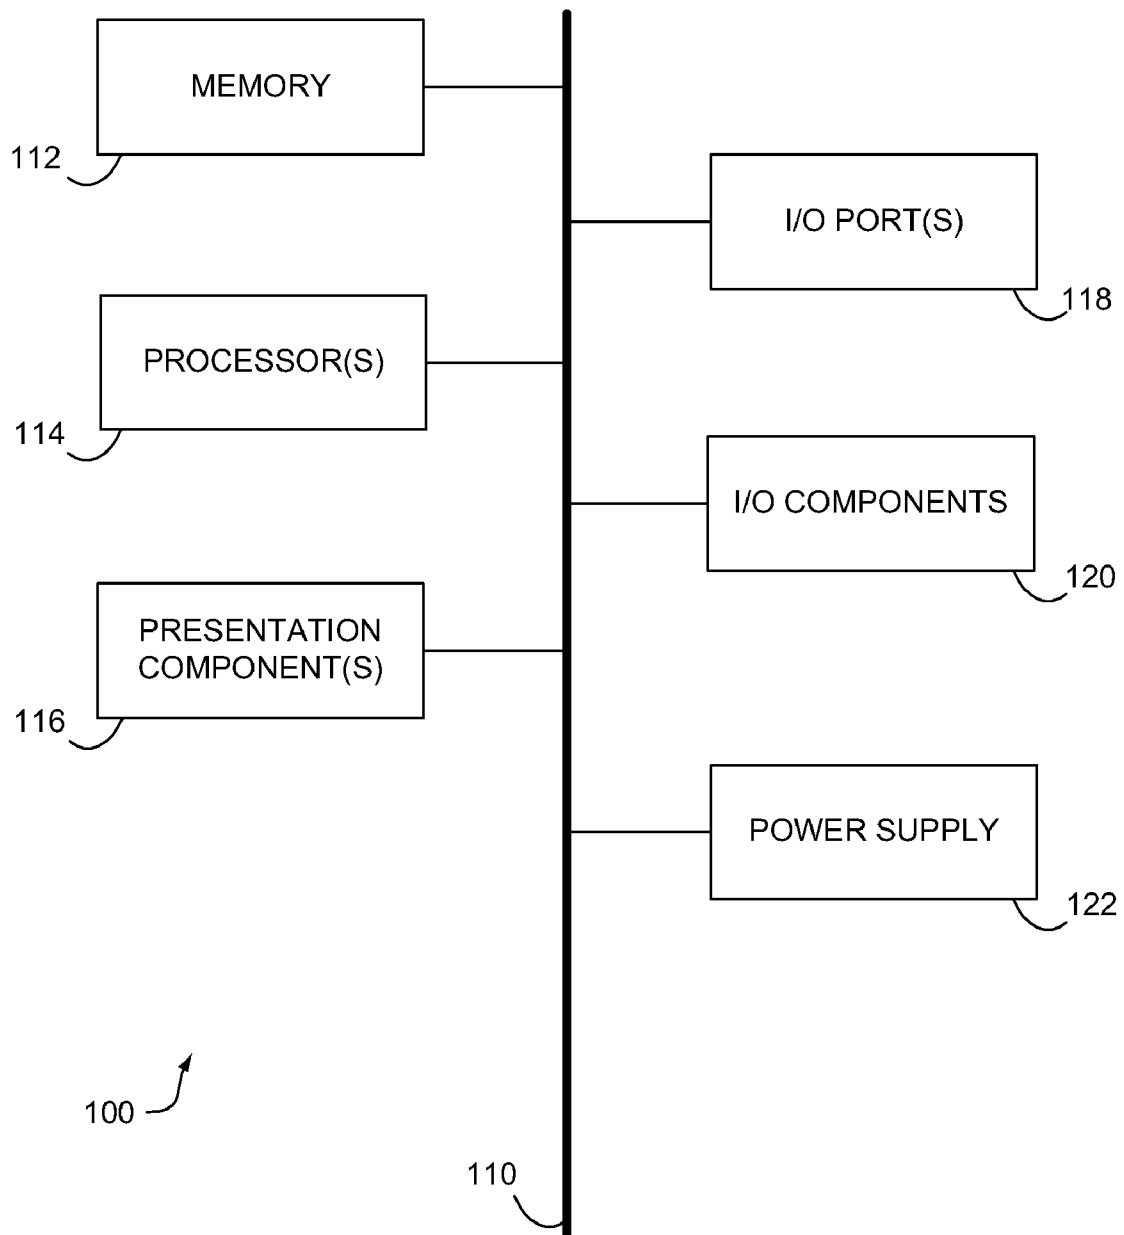 MEMORY
112
I/O PORT(S)
118
PROCESSOR(S)
114
I/O COMPONENTS
120
PRESENTATION
COMPONENT(S)
116
POWER SUPPLY
122
100
110